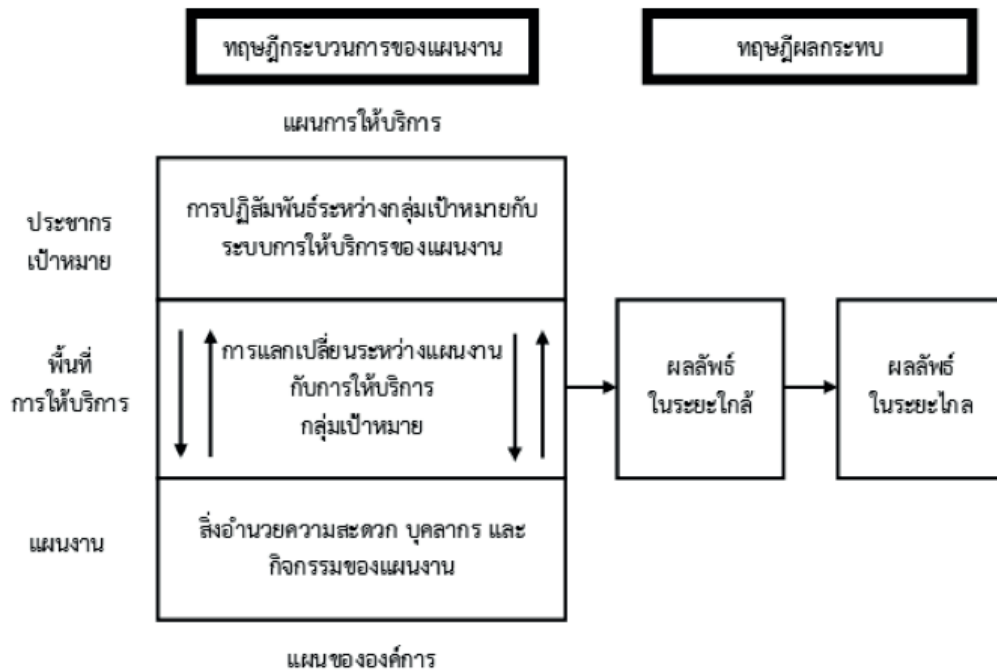 ทฤษฎีกระบวนการของแผนงาน
ทฤษฎีผลกระทบ
แผนการให้บริการ
ประชากร
เป้าหมาย
การปฏิสัมพันธ์ระหว่างกลุ่มเป้าหมายกับ
ระบบการให้บริการของแผนงาน
พื้นที่
การให้บริการ
การแลกเปลี่ยนระหว่างแผนงาน
กับการให้บริการ
กลุ่มเป้าหมาย
ผลลัพธ์
ในระยะใกล้
ผลลัพธ์
ในระยะไกล
แผนงาน
สิ่งอำนวยความสะดวก บุคลากร และ
กิจกรรมของแผนงาน
แผนขององค์การ